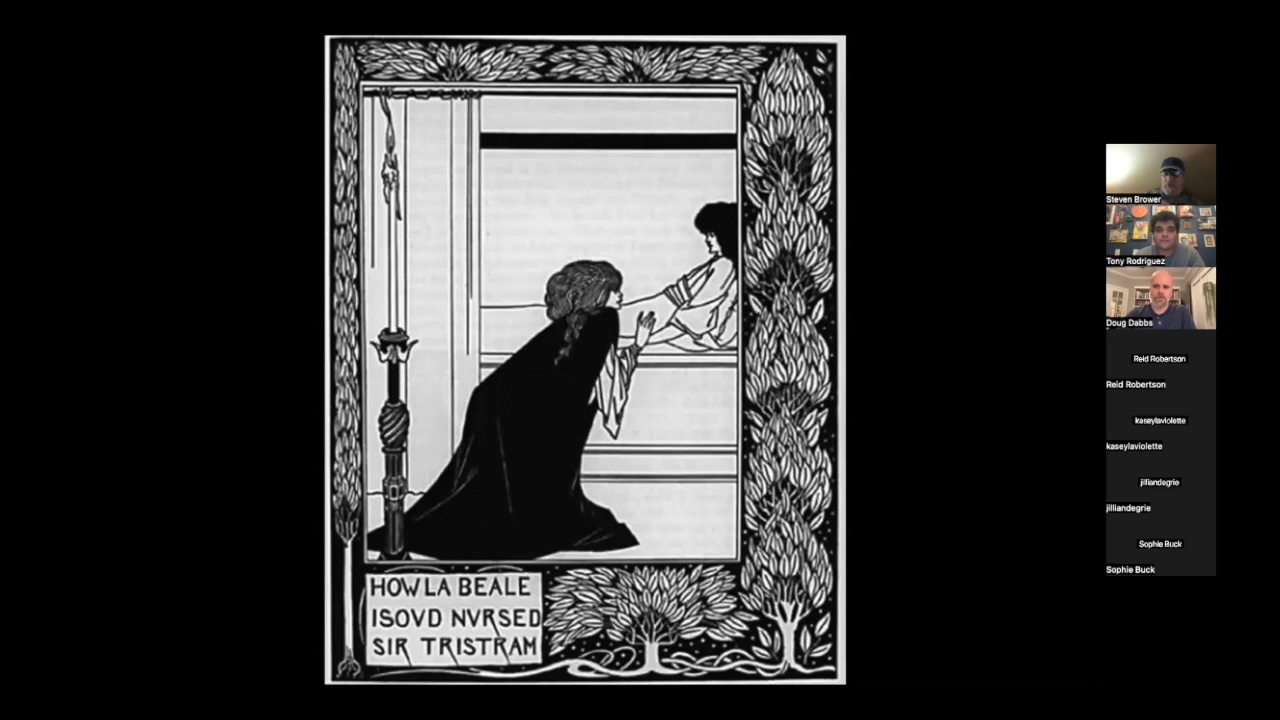 HOW LA BEALE
ISOVD NVRSED
SIR TRISTRAM
Steven Brower
Tony Rodriguez
Doug Dabbs
Reid Robertson
Reid Robertson
kaseylaviolette
kaseylaviolette
jilliandegrie
jilliandegrie
Sophie Buck
Sophie Buck